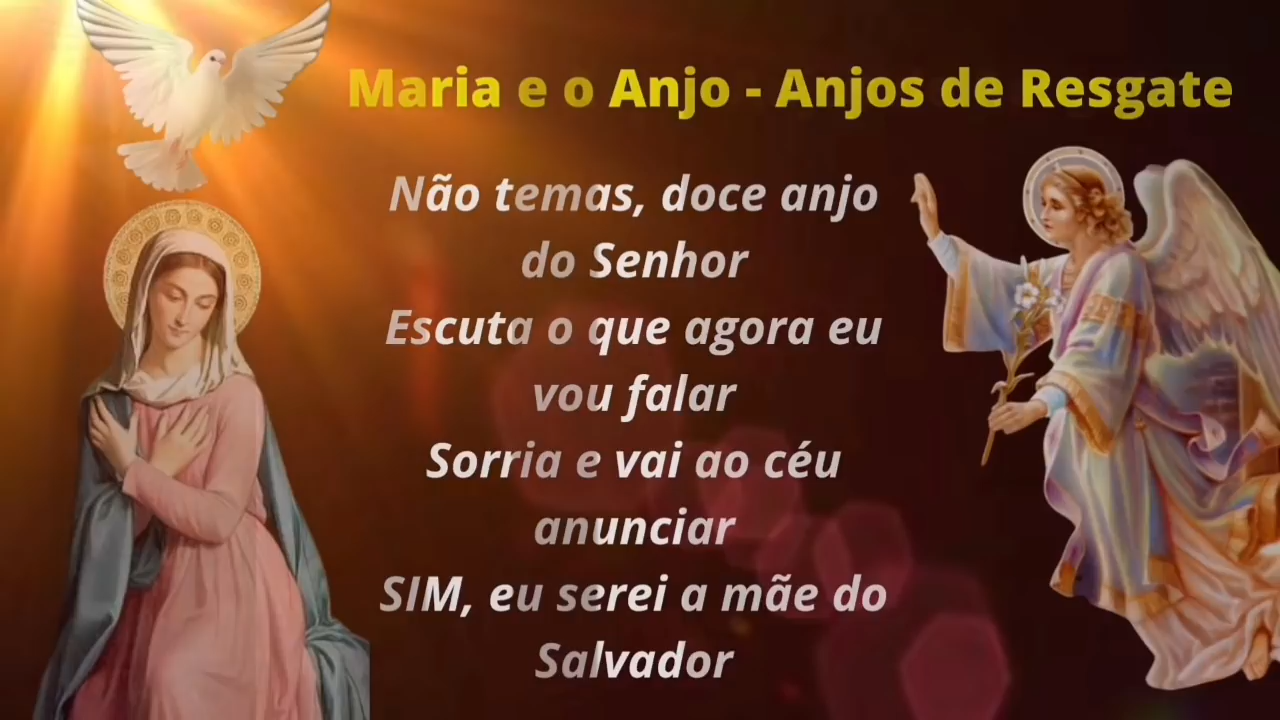 Maria e o Anjo - Anjos de Resgate
Não temas, doce anjo
do Senhor
Escuta o que agora eu
vou falar
Sorria e vai ao céu
anunciar
SIM, eu serei a mãe do
Salvador